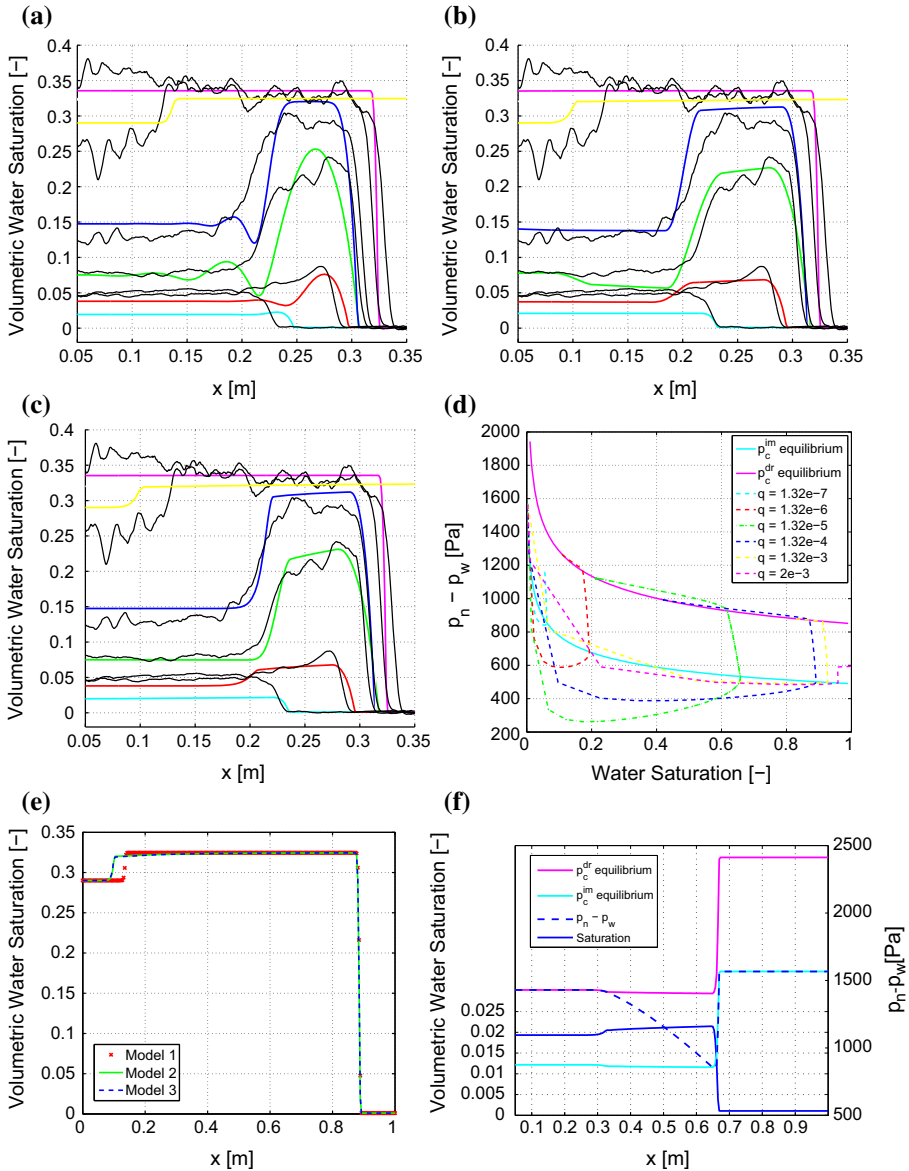 (a)
Volumetric Water Saturation [−]
0.4
0.35
0.3
0.25
0.2
0.15
0.1
0.05
0
0.05 0.1 0.15 0.2 0.25 0.3 0.35
x [m]
(b)
Volumetric Water Saturation [−]
0.4
0.35
0.3
0.25
0.2
0.15
0.1
0.05
0
0.05 0.1 0.15 0.2 0.25 0.3 0.35
x [m]
(c)
Volumetric Water Saturation [−]
0.4
0.35
0.3
0.25
0.2
0.15
0.1
0.05
0
0.05 0.1 0.15 0.2 0.25 0.3 0.35
x [m]
(d)
p_n − p_w [Pa]
2000
1800
1600
1400
1200
1000
800
600
400
200
0 0.2 0.4 0.6 0.8 1
Water Saturation [−]
p_c^im equilibrium
p_c^dr equilibrium
q = 1.32e−7
q = 1.32e−6
q = 1.32e−5
q = 1.32e−4
q = 1.32e−3
q = 2e−3
(e)
Volumetric Water Saturation [−]
0.35
0.3
0.25
0.2
0.15
0.1
0.05
0
0 0.2 0.4 0.6 0.8 1
x [m]
Model 1
Model 2
Model 3
(f)
Volumetric Water Saturation [−]
0.025
0.02
0.015
0.01
0.005
0
0.1 0.2 0.3 0.4 0.5 0.6 0.7 0.8 0.9
x [m]
p_c^dr equilibrium
p_c^im equilibrium
p_n − p_w
Saturation
2500
2000
1500
1000
500
p_n-p_w[Pa]